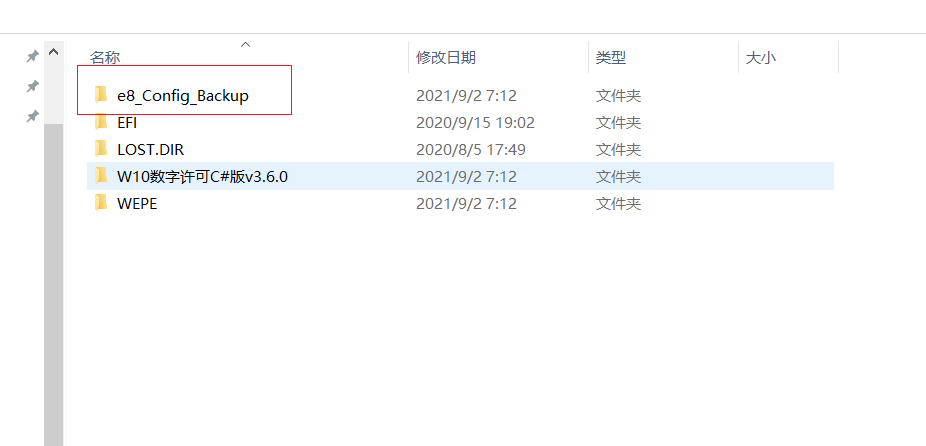 名称 修改日期 类型 大小
e8_Config_Backup 2021/9/2 7:12 文件夹
EFI 2020/9/15 19:02 文件夹
LOST.DIR 2020/8/5 17:49 文件夹
W10数字许可C#版v3.6.0 2021/9/2 7:12 文件夹
WEPE 2021/9/2 7:12 文件夹